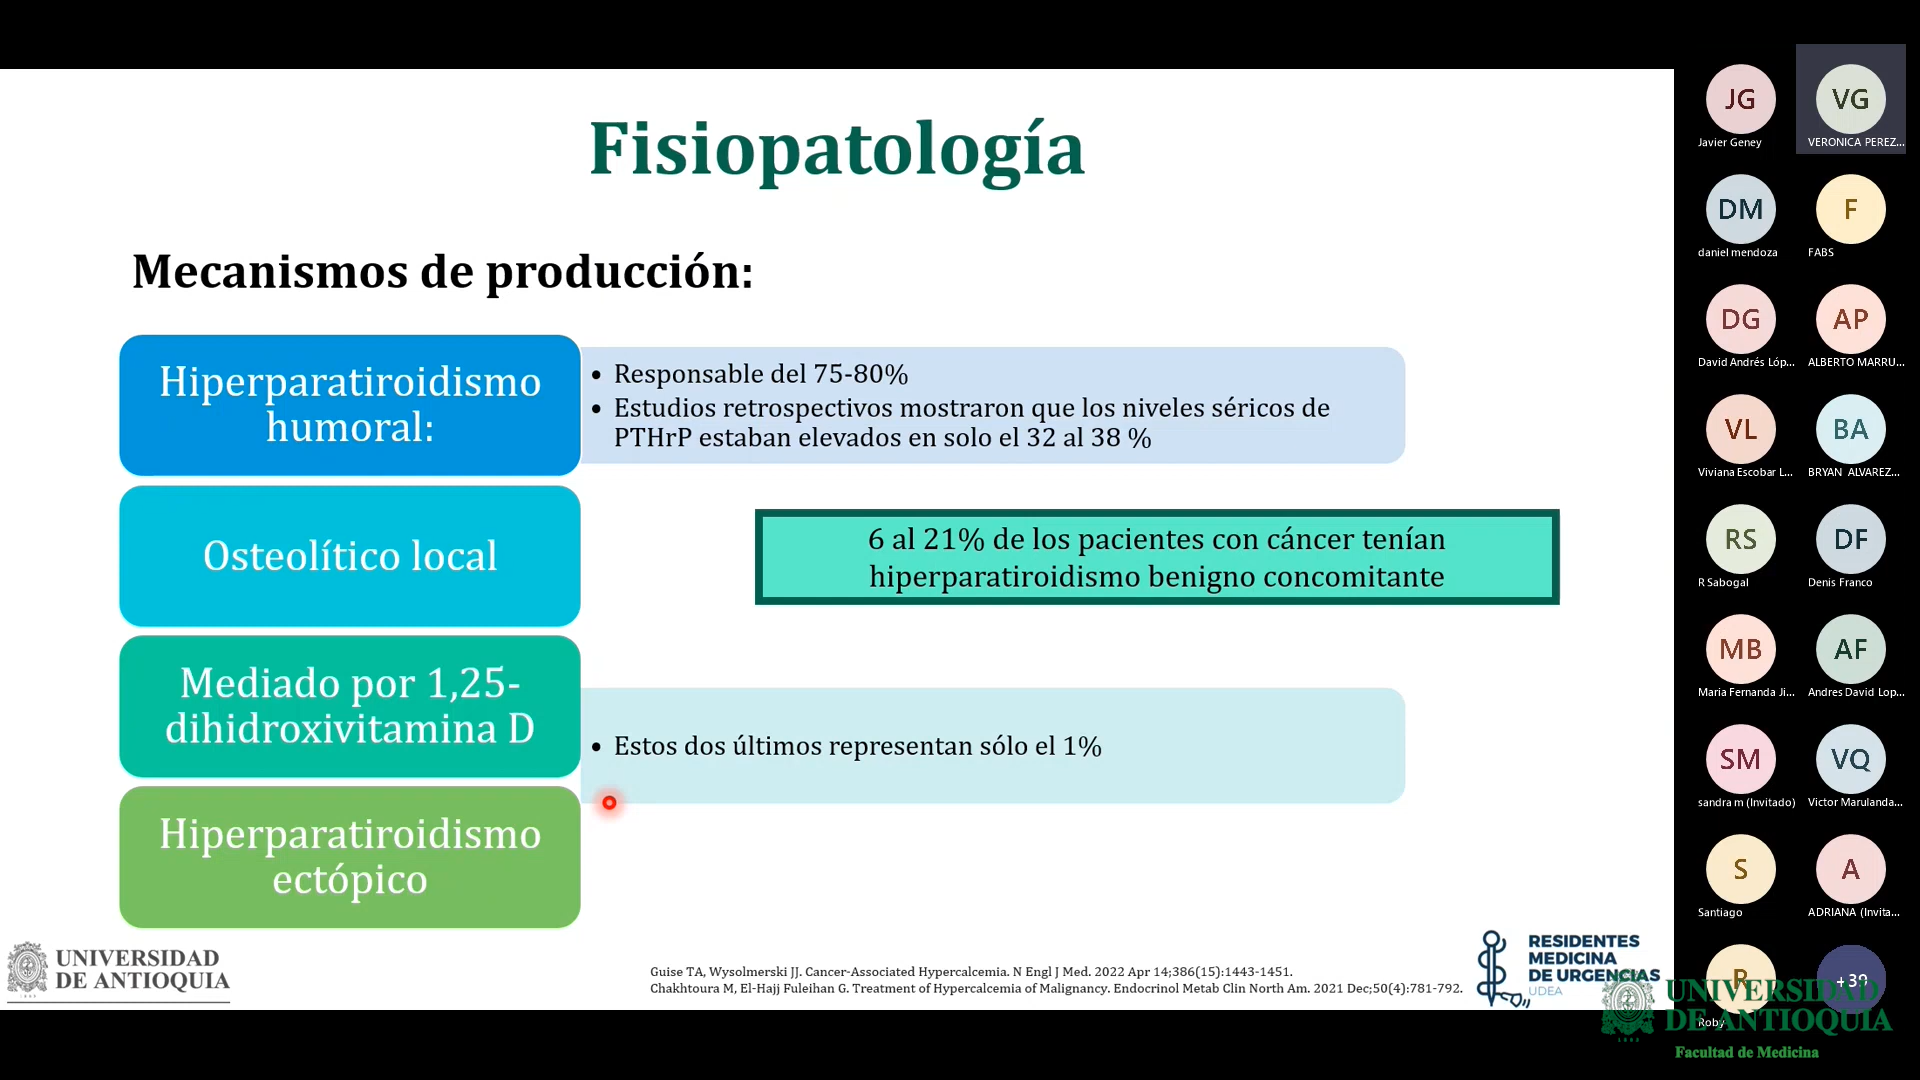 Fisiopatología
Mecanismos de producción:
Hiperparatiroidismo
humoral:
• Responsable del 75-80%
• Estudios retrospectivos mostraron que los niveles séricos de
PTHrP estaban elevados en solo el 32 al 38 %
Osteolítico local
6 al 21% de los pacientes con cáncer tenían
hiperparatiroidismo benigno concomitante
Mediado por 1,25-
dihidroxivitamina D
• Estos dos últimos representan sólo el 1%
Hiperparatiroidismo
ectópico
UNIVERSIDAD
DE ANTIOQUIA
Guise TA, Wysolmerski JJ. Cancer-Associated Hypercalcemia. N Engl J Med. 2022 Apr 14;386(15):1443-1451.
Chakhtoura M, El-Hajj Fuleihan G. Treatment of Hypercalcemia of Malignancy. Endocrinol Metab Clin North Am. 2021 Dec;50(4):781-792.
RESIDENTES
MEDICINA
DE URGENCIAS
UDEA
JG
Javier Geney
VG
VERONICA PEREZ...
DM
daniel mendoza
F
FABS
DG
David Andrés Lóp...
AP
ALBERTO MARRU...
VL
Viviana Escobar L...
BA
BRYAN ALVAREZ...
RS
R Sabogal
DF
Denis Franco
MB
Maria Fernanda Ji...
AF
Andres David Lop...
SM
sandra m (Invitado)
VQ
Victor Marulanda...
S
Santiago
A
ADRIANA (Invita...
R
Roby
+39
UNIVERSIDAD
DE ANTIOQUIA
Facultad de Medicina